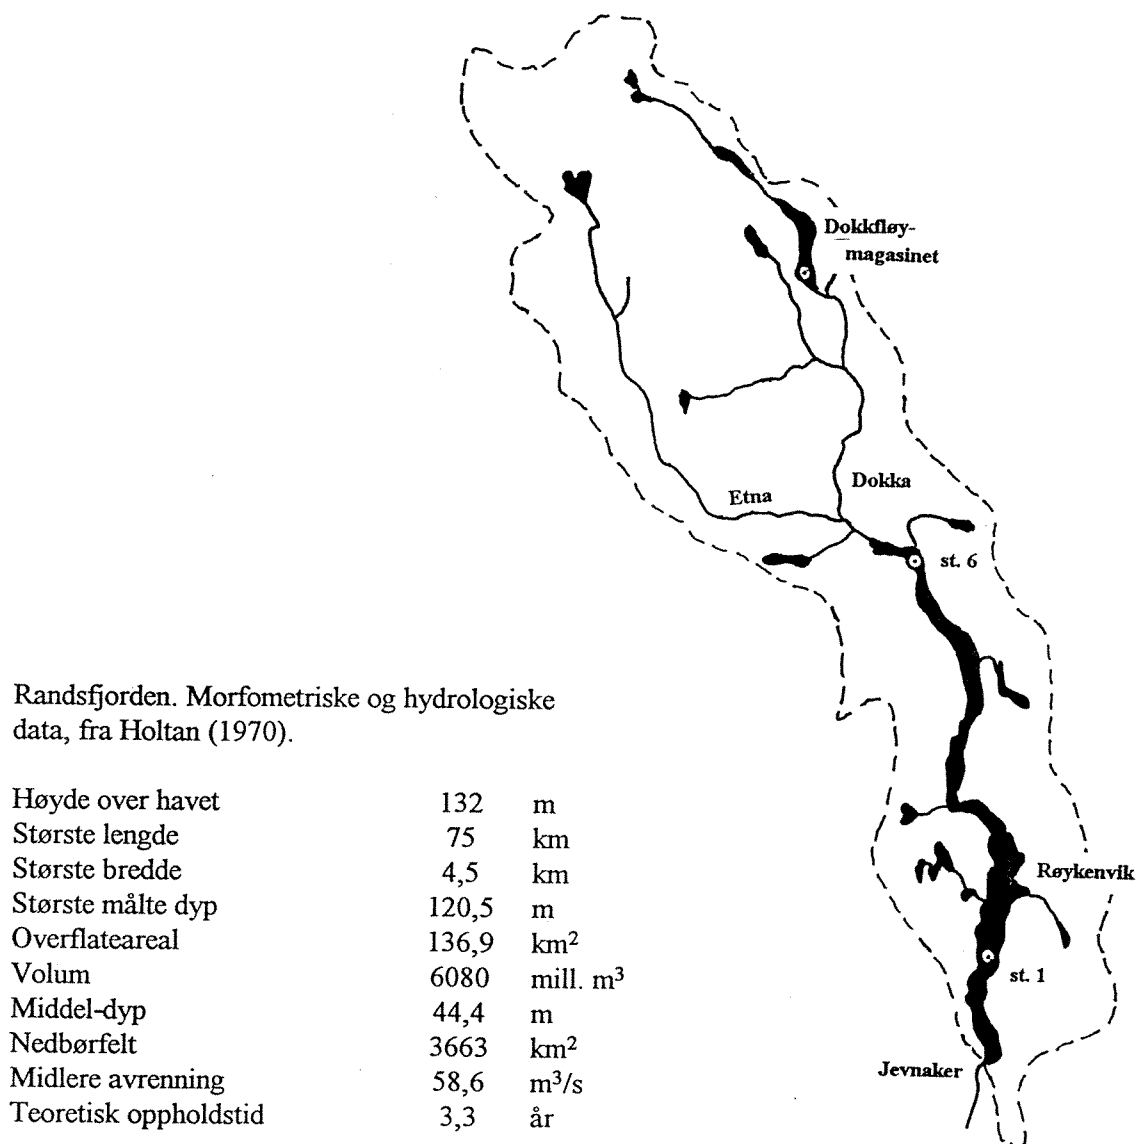 Dokkfløy-
magasinet
Dokka
Etna
st. 6
Randsfjorden. Morfometriske og hydrologiske
data, fra Holtan (1970).
Høyde over havet 132 m
Største lengde 75 km
Største bredde 4,5 km
Største målte dyp 120,5 m
Overflateareal 136,9 km²
Volum 6080 mill. m³
Middel-dyp 44,4 m
Nedbørfelt 3663 km²
Midlere avrenning 58,6 m³/s
Teoretisk oppholdstid 3,3 år
Røykenvik
st. 1
Jevnaker